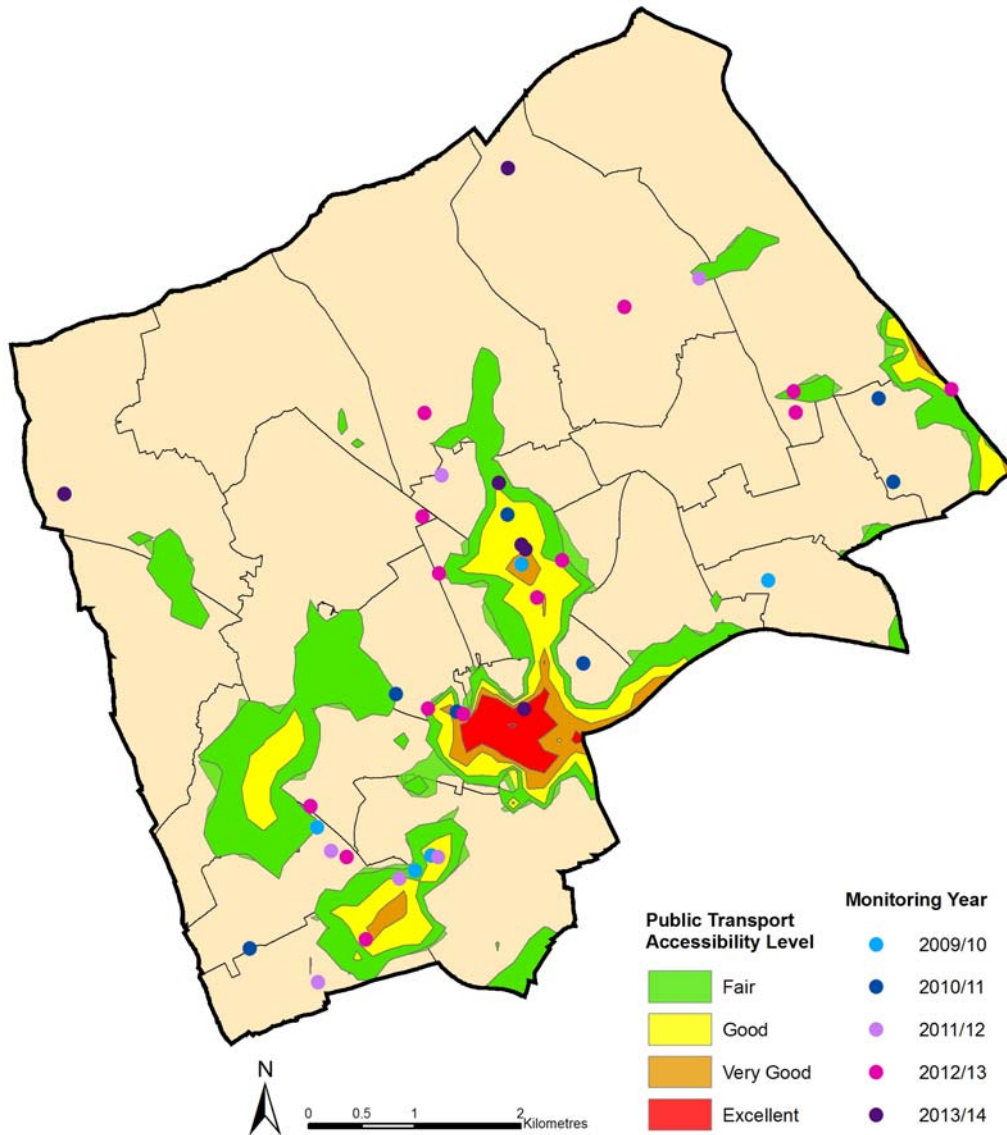 Public Transport
Accessibility Level
Fair
Good
Very Good
Excellent
Monitoring Year
2009/10
2010/11
2011/12
2012/13
2013/14
N
0 0.5 1 2
Kilometres